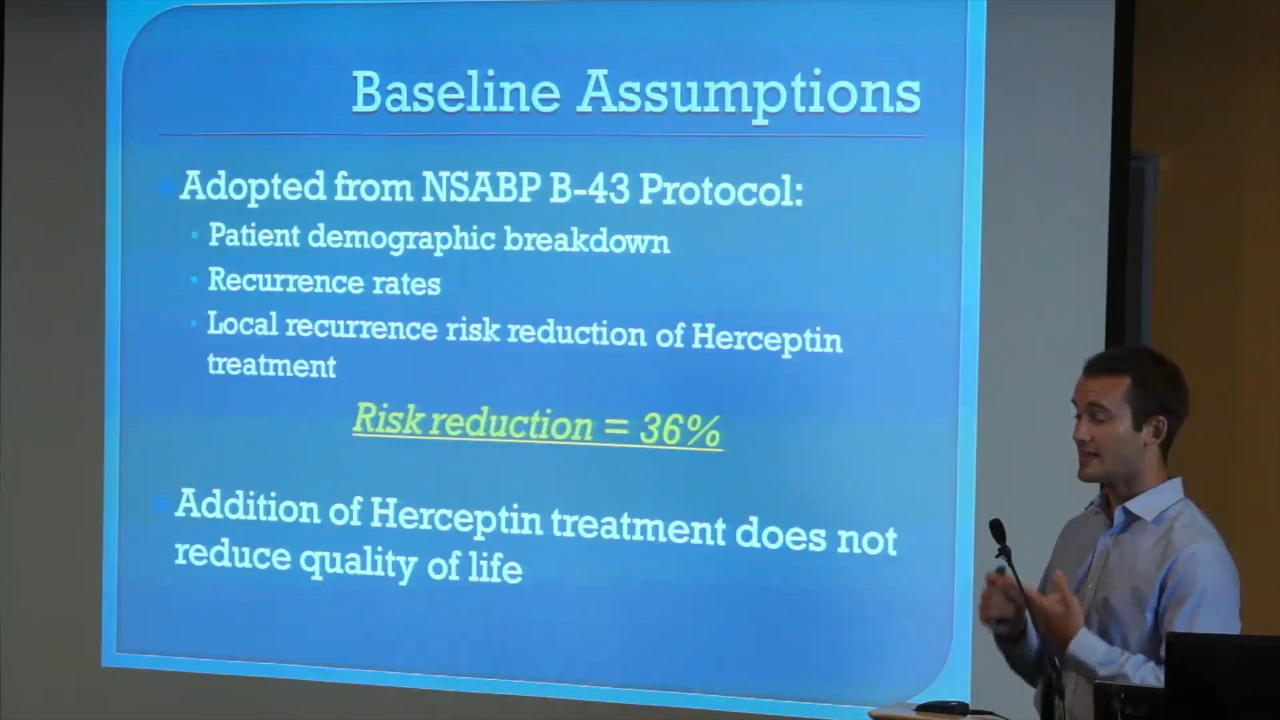 Baseline Assumptions
Adopted from NSABP B-43 Protocol:
Patient demographic breakdown
Recurrence rates
Local recurrence risk reduction of Herceptin
treatment
Risk reduction = 36%
Addition of Herceptin treatment does not
reduce quality of life